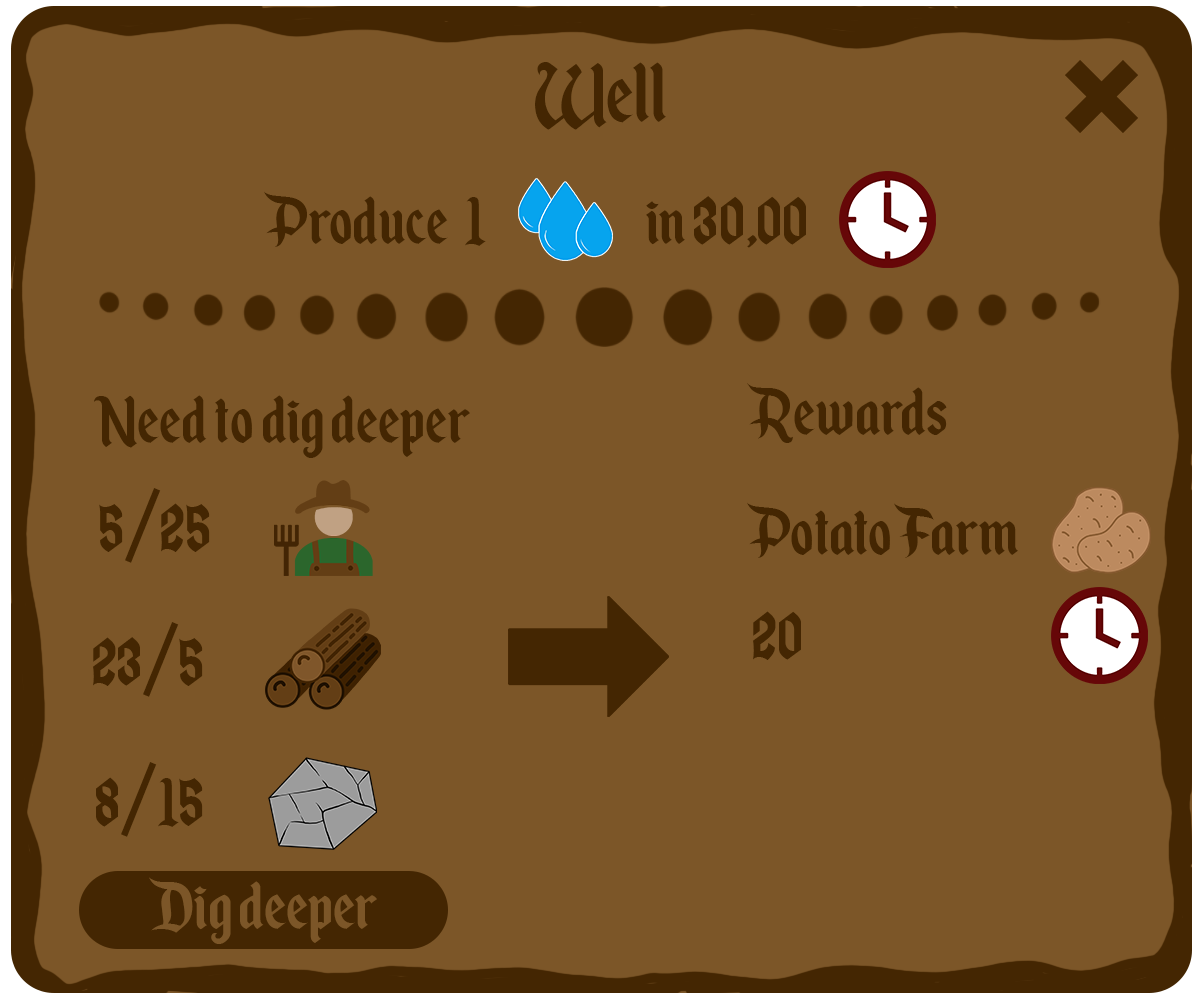 Well
Produce 1 in 30,00
Need to dig deeper
5/25
23/5
8/15
Dig deeper
Rewards
Potato Farm
20